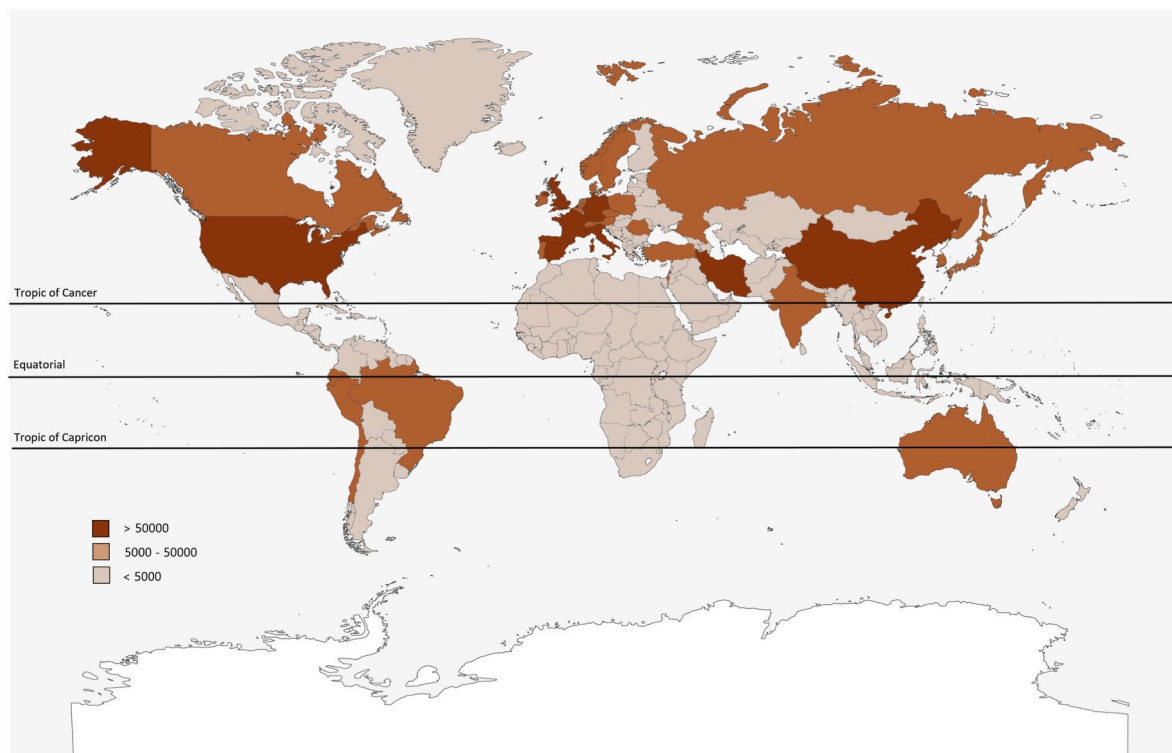 Tropic of Cancer
Equatorial
Tropic of Capricon
> 50000
5000 - 50000
< 5000